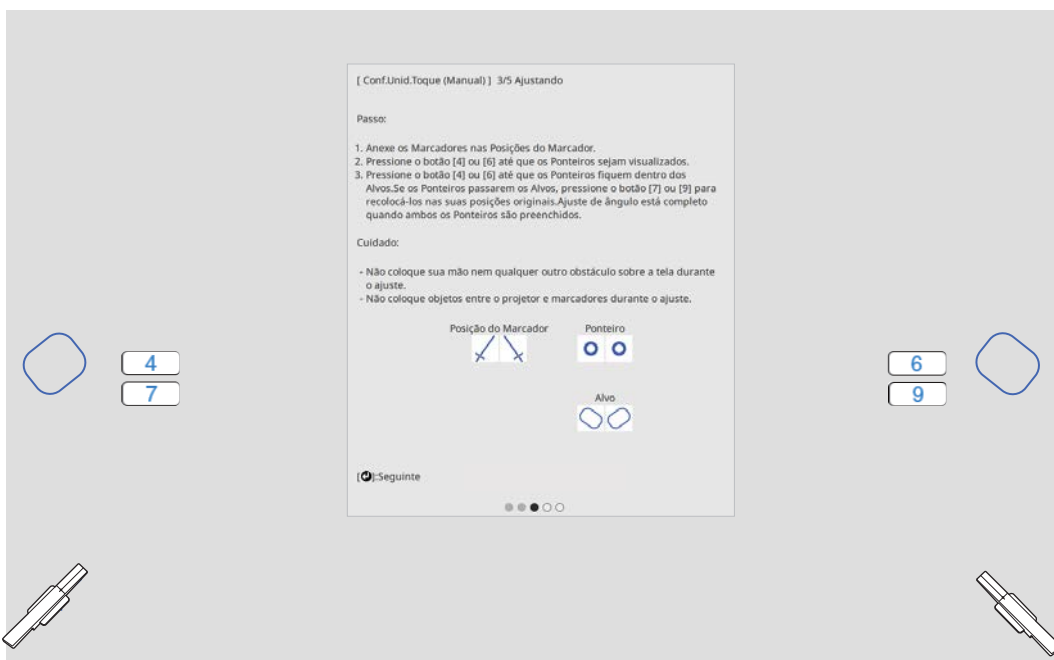 [ Conf.Unid.Toque (Manual) ] 3/5 Ajustando
Passo:
1. Anexe os Marcadores nas Posições do Marcador.
2. Pressione o botão [4] ou [6] até que os Ponteiros sejam visualizados.
3. Pressione o botão [4] ou [6] até que os Ponteiros fiquem dentro dos
Alvos.Se os Ponteiros passarem os Alvos, pressione o botão [7] ou [9] para
recolocá-los nas suas posições originais.Ajuste de ângulo está completo
quando ambos os Ponteiros são preenchidos.
Cuidado:
- Não coloque sua mão nem qualquer outro obstáculo sobre a tela durante
o ajuste.
- Não coloque objetos entre o projetor e marcadores durante o ajuste.
Posição do Marcador Ponteiro
4
7
6
9
Alvo
[ ]:Seguinte